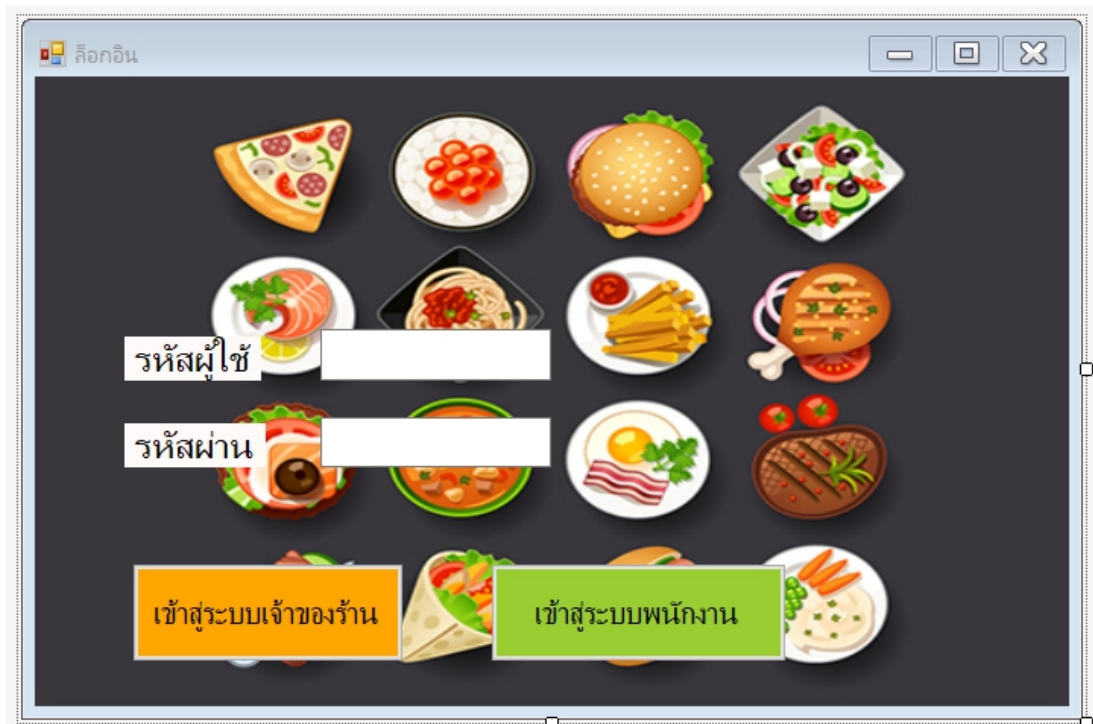 ล็อกอิน
รหัสผู้ใช้
รหัสผ่าน
เข้าสู่ระบบเจ้าของร้าน
เข้าสู่ระบบพนักงาน